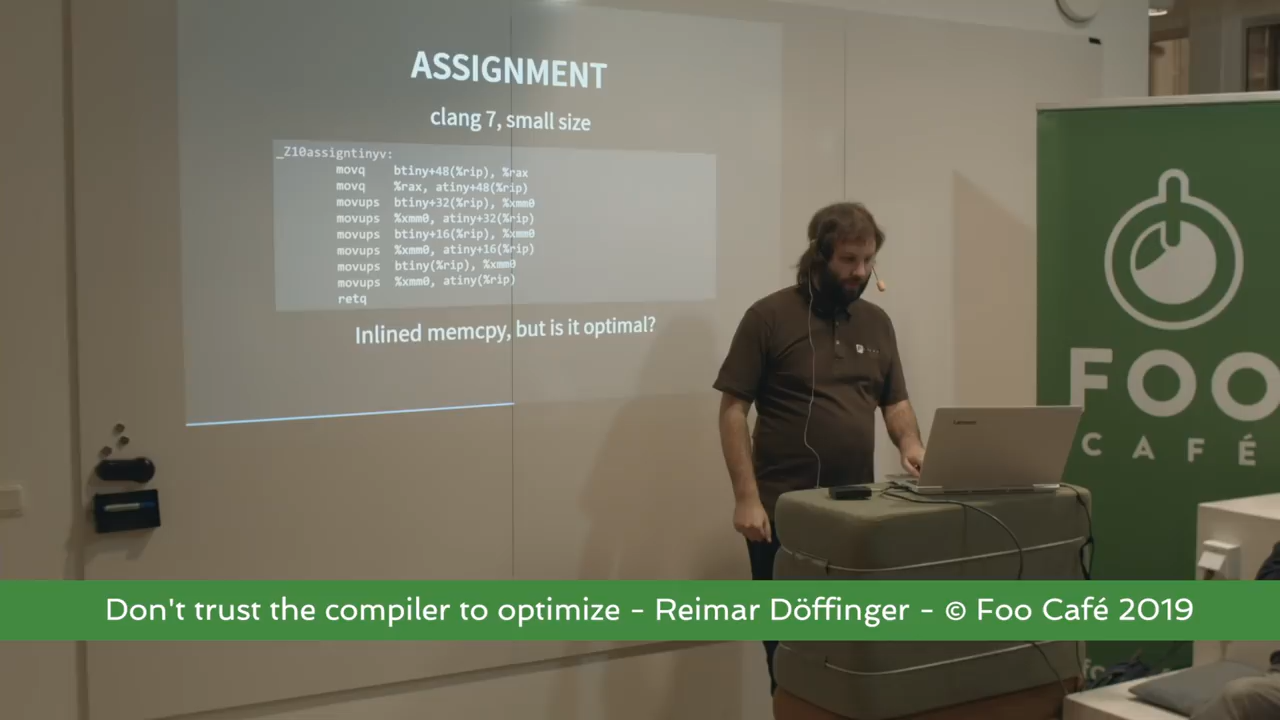 ASSIGNMENT
clang 7, small size
_Z10assigntinyv:
movq btiny+48(%rip), %rax
movq %rax, atiny+48(%rip)
movups btiny+32(%rip), %xmm0
movups %xmm0, atiny+32(%rip)
movups btiny+16(%rip), %xmm0
movups %xmm0, atiny+16(%rip)
movups btiny(%rip), %xmm0
movups %xmm0, atiny(%rip)
retq
Inlined memcpy, but is it optimal?
Lenovo
FOO
CAFÉ
Don't trust the compiler to optimize - Reimar Döffinger - © Foo Café 2019